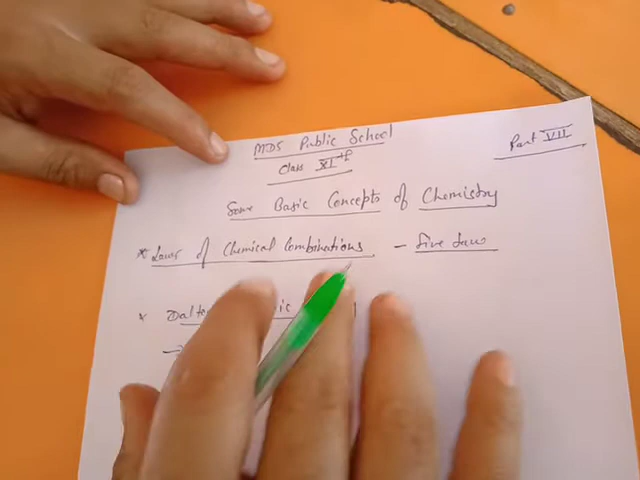 MDS Public School
Part VII
Class XIth
Some Basic Concepts of Chemistry
* Laws of Chemical Combinations - five laws
*
→